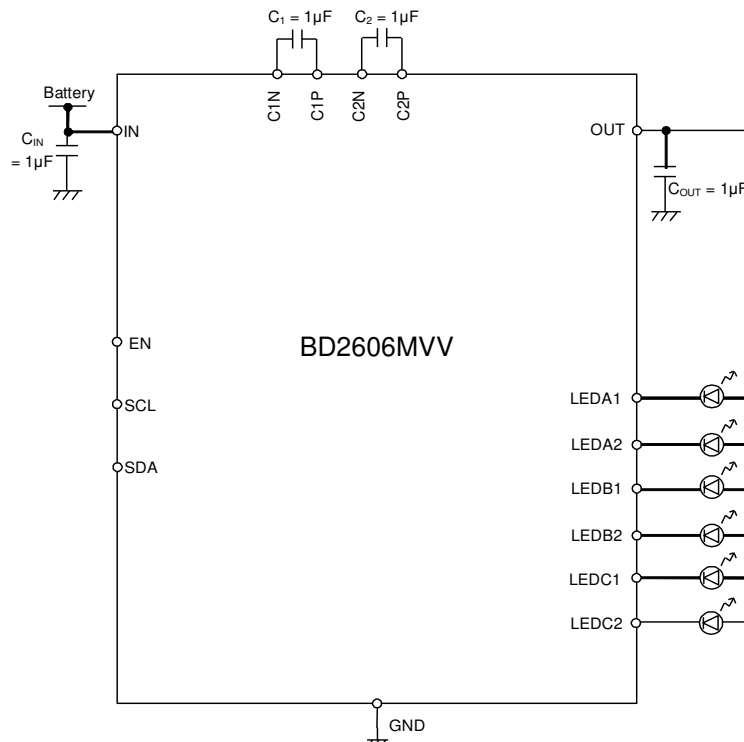 C1 = 1µF
C2 = 1µF
C1N
C1P
C2N
C2P
Battery
IN
OUT
CIN
= 1µF
COUT = 1µF
EN
BD2606MVV
SCL
LEDA1
LEDA2
SDA
LEDB1
LEDB2
LEDC1
LEDC2
GND